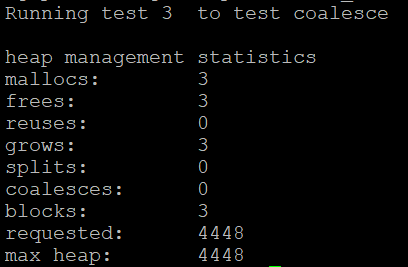 Running test 3  to test coalesce
heap management statistics
mallocs:        3
frees:          3
reuses:         0
grows:          3
splits:         0
coalesces:      0
blocks:         3
requested:      4448
max heap:       4448